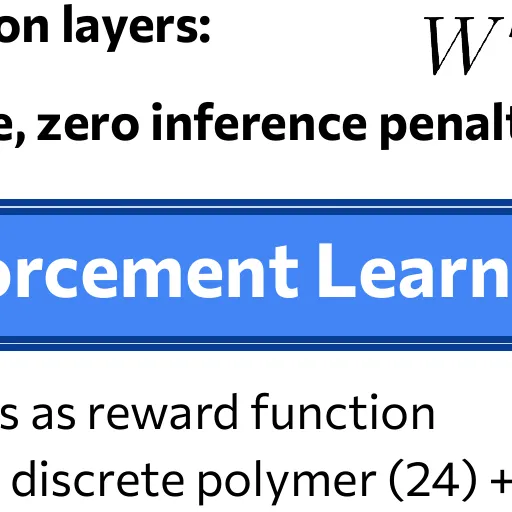 on layers: W
e, zero inference penalt
orcement Learn
s as reward function
discrete polymer (24) +